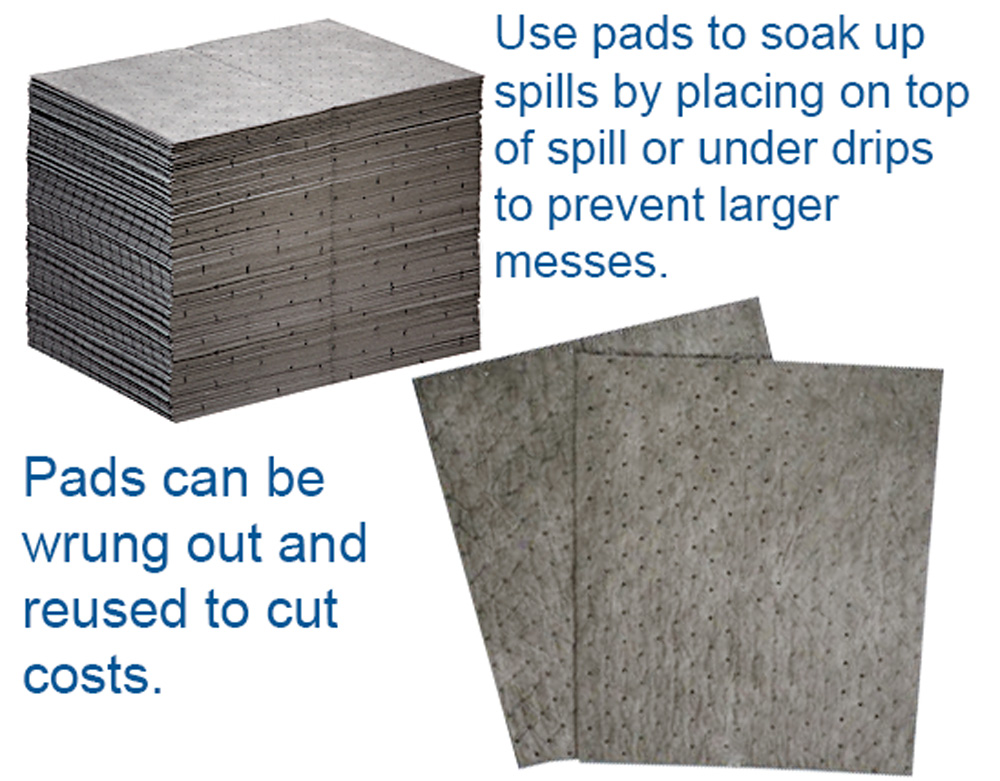 Use pads to soak up
spills by placing on top
of spill or under drips
to prevent larger
messes.
Pads can be
wrung out and
reused to cut
costs.